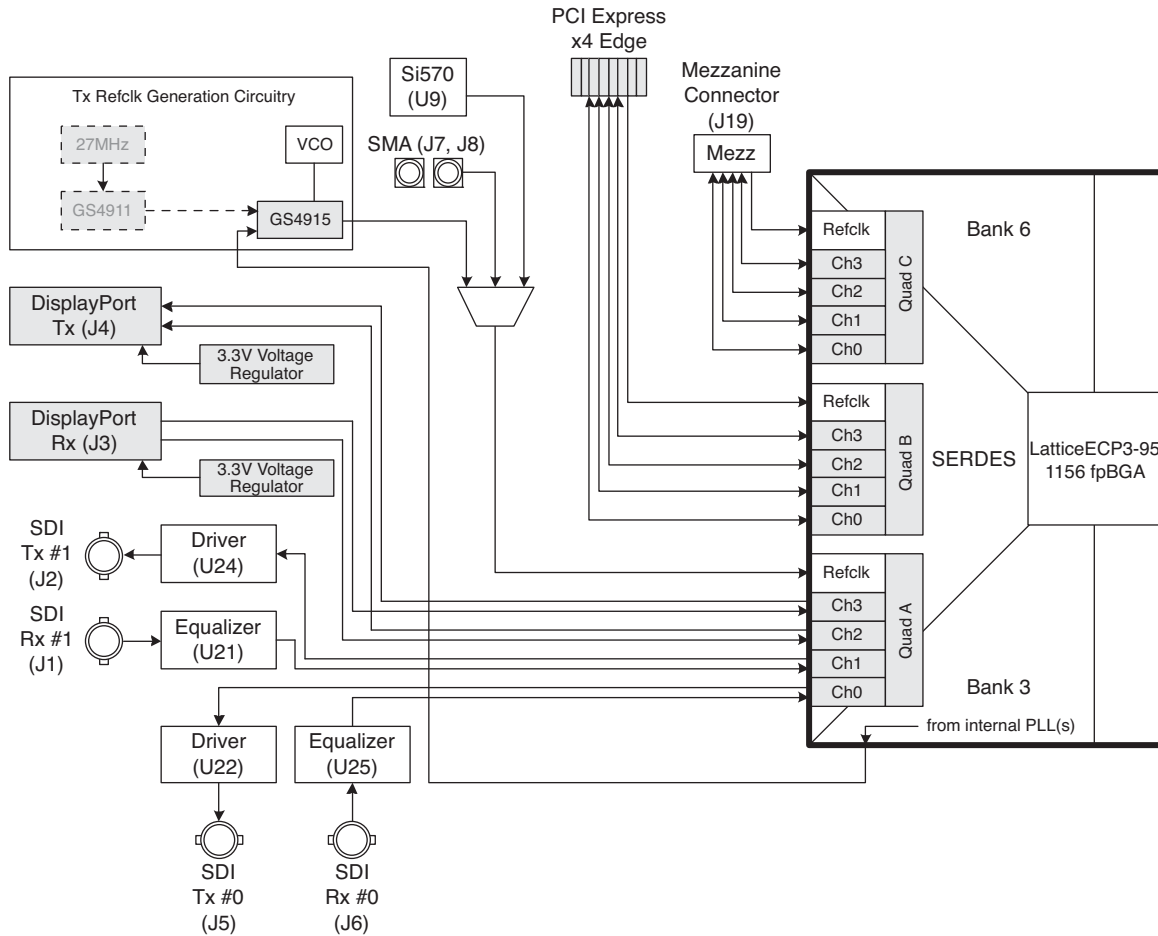 PCI Express
x4 Edge
Si570
(U9)
Mezzanine
Connector
(J19)
Mezz
Tx Refclk Generation Circuitry
27MHz
VCO
GS4911
GS4915
SMA (J7, J8)
DisplayPort
Tx (J4)
3.3V Voltage
Regulator
DisplayPort
Rx (J3)
3.3V Voltage
Regulator
SDI
Tx #1
(J2)
Driver
(U24)
SDI
Rx #1
(J1)
Equalizer
(U21)
Driver
(U22)
Equalizer
(U25)
SDI
Tx #0
(J5)
SDI
Rx #0
(J6)
Refclk
Ch3
Ch2
Ch1
Ch0
Quad C
Bank 6
Refclk
Ch3
Ch2
Ch1
Ch0
Quad B
SERDES
LatticeECP3-95
1156 fpBGA
Refclk
Ch3
Ch2
Ch1
Ch0
Quad A
Bank 3
from internal PLL(s)